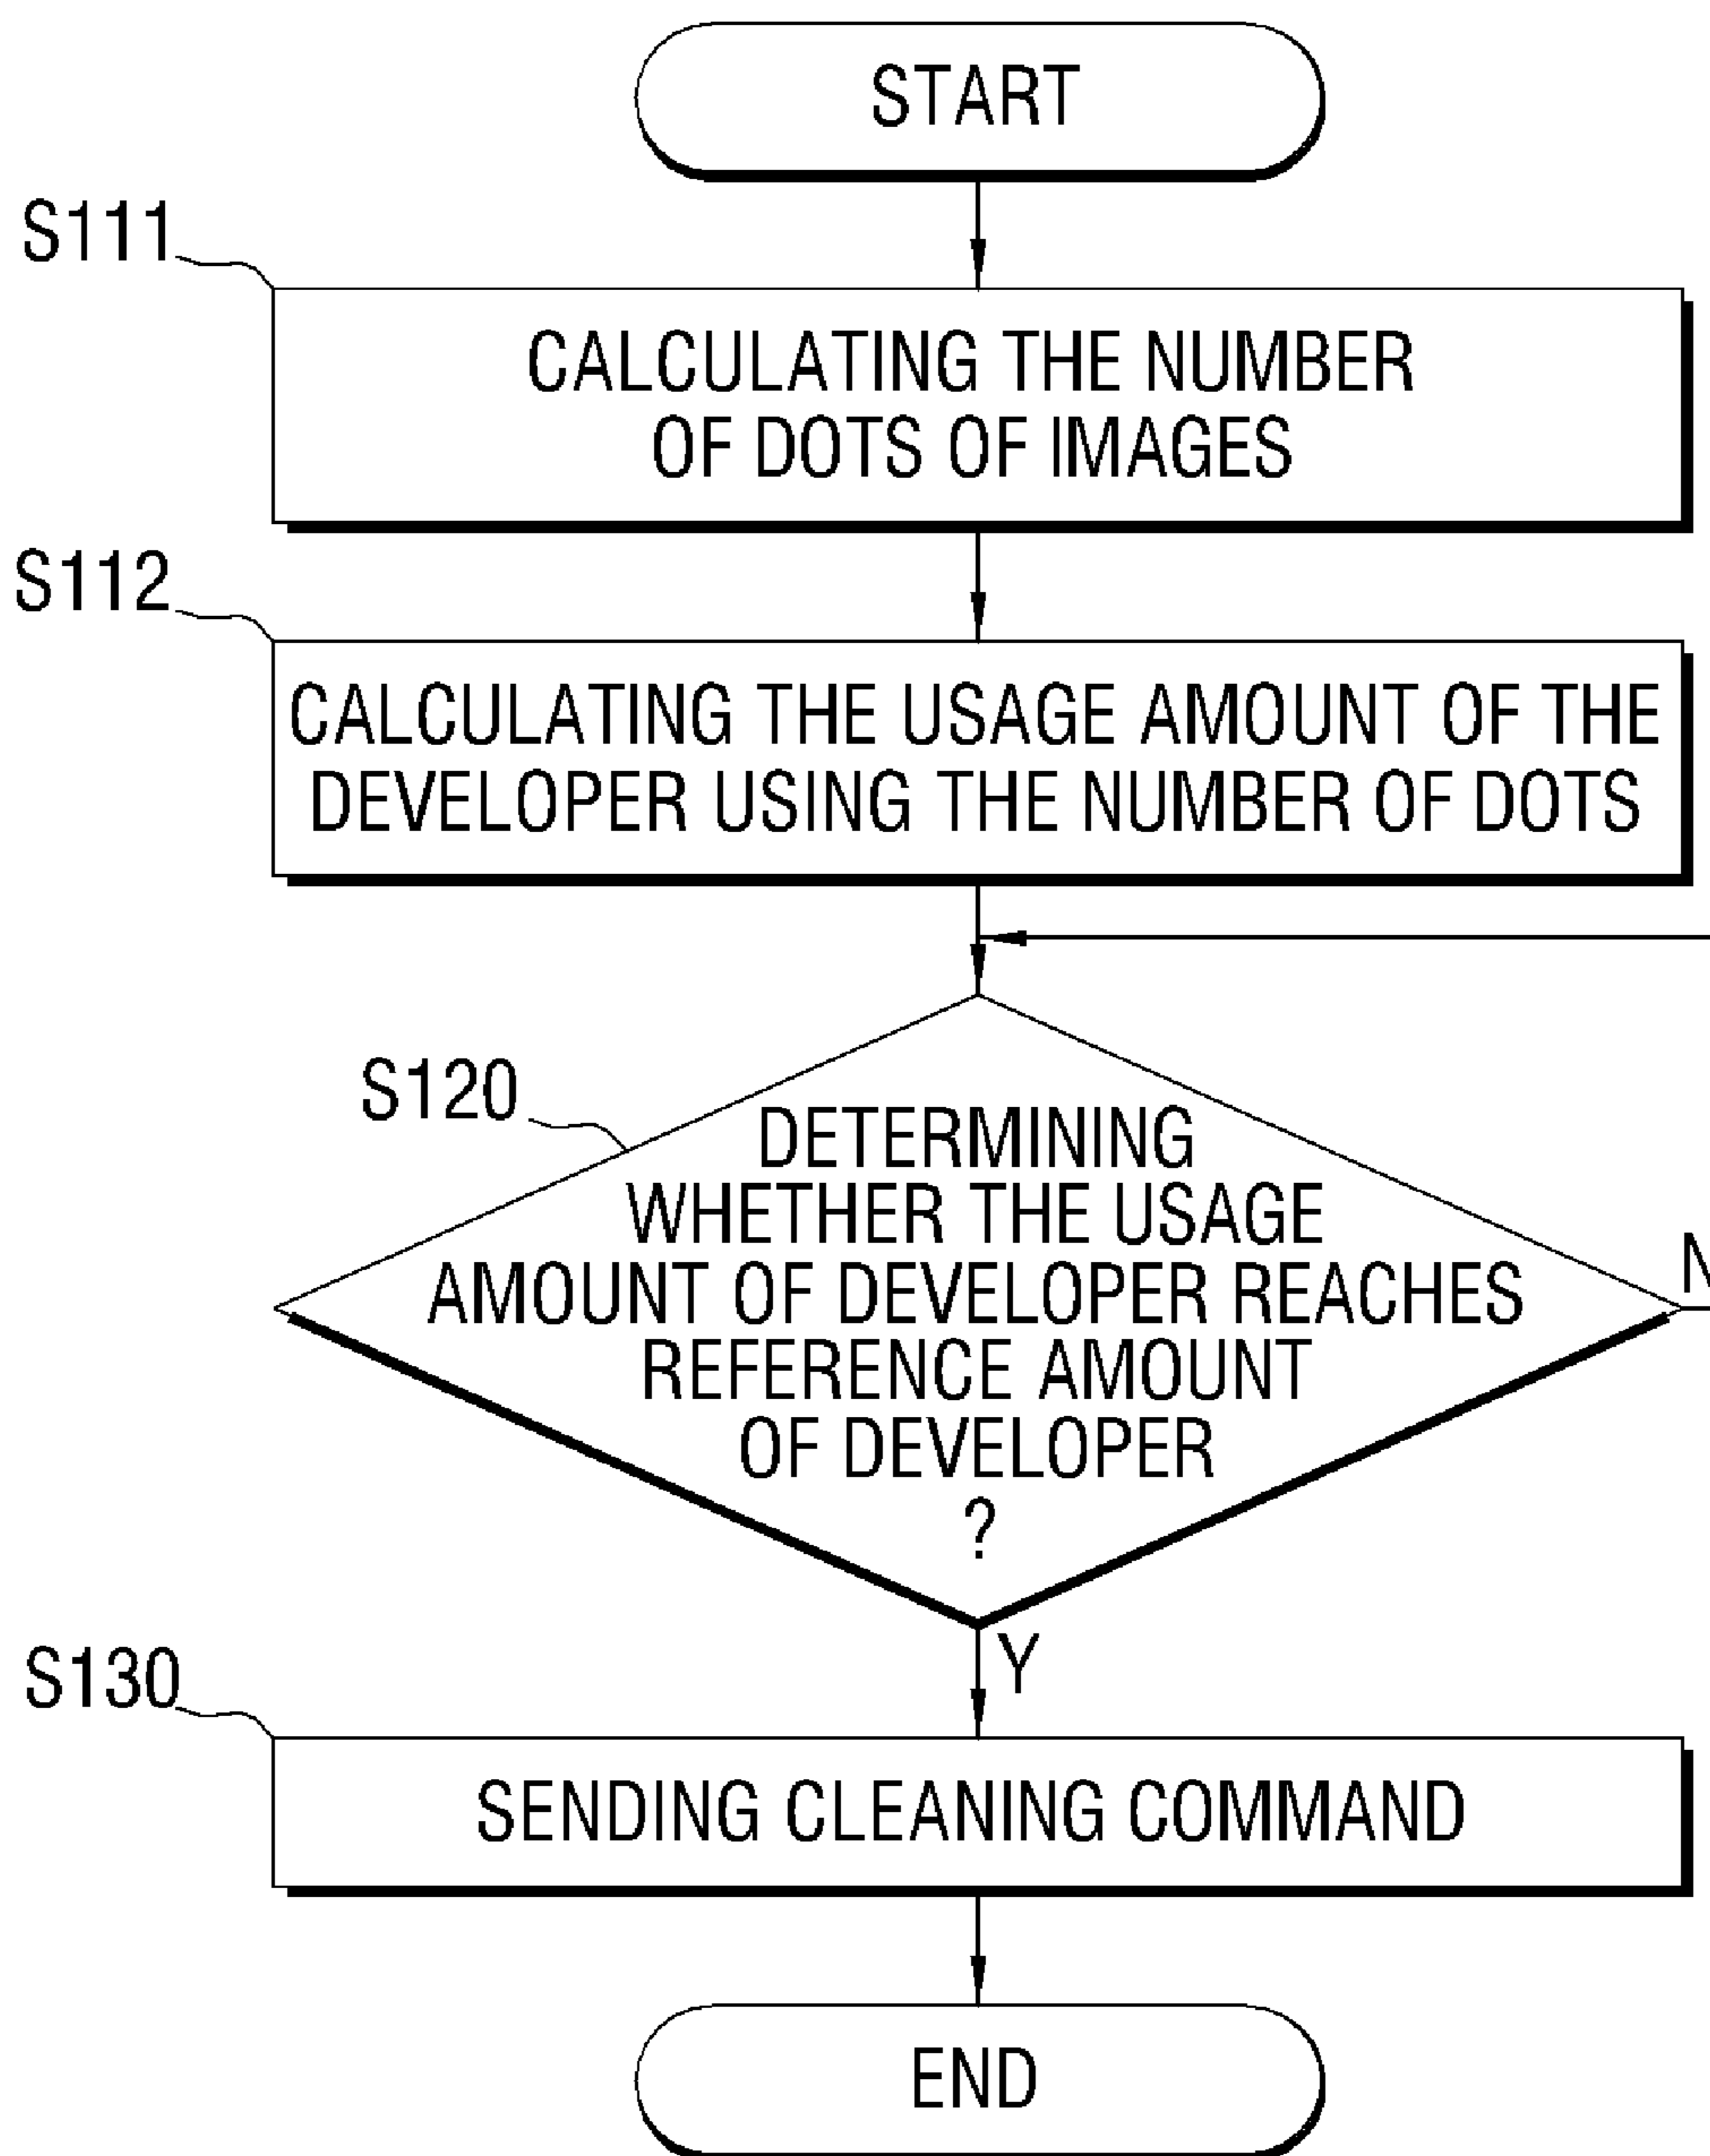 START
S111
CALCULATING THE NUMBER
OF DOTS OF IMAGES
S112
CALCULATING THE USAGE AMOUNT OF THE
DEVELOPER USING THE NUMBER OF DOTS
S120
DETERMINING
WHETHER THE USAGE
AMOUNT OF DEVELOPER REACHES
REFERENCE AMOUNT
OF DEVELOPER
?
N
Y
S130
SENDING CLEANING COMMAND
END